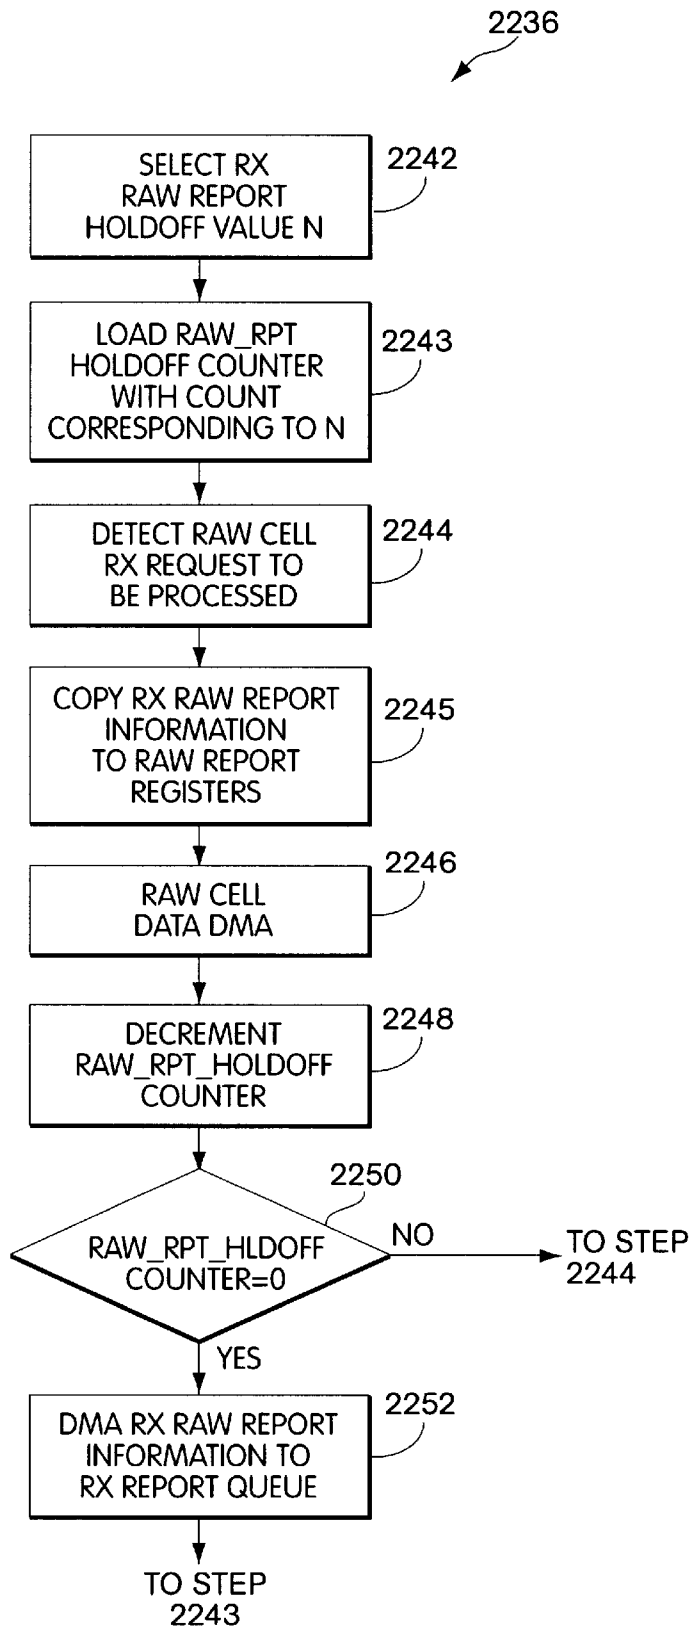 2236
SELECT RX
RAW REPORT
HOLDOFF VALUE N
2242
LOAD RAW_RPT
HOLDOFF COUNTER
WITH COUNT
CORRESPONDING TO N
2243
DETECT RAW CELL
RX REQUEST TO
BE PROCESSED
2244
COPY RX RAW REPORT
INFORMATION
TO RAW REPORT
REGISTERS
2245
RAW CELL
DATA DMA
2246
DECREMENT
RAW_RPT_HOLDOFF
COUNTER
2248
2250
RAW_RPT_HLDOFF
COUNTER=0
NO
TO STEP
2244
YES
DMA RX RAW REPORT
INFORMATION TO
RX REPORT QUEUE
2252
TO STEP
2243